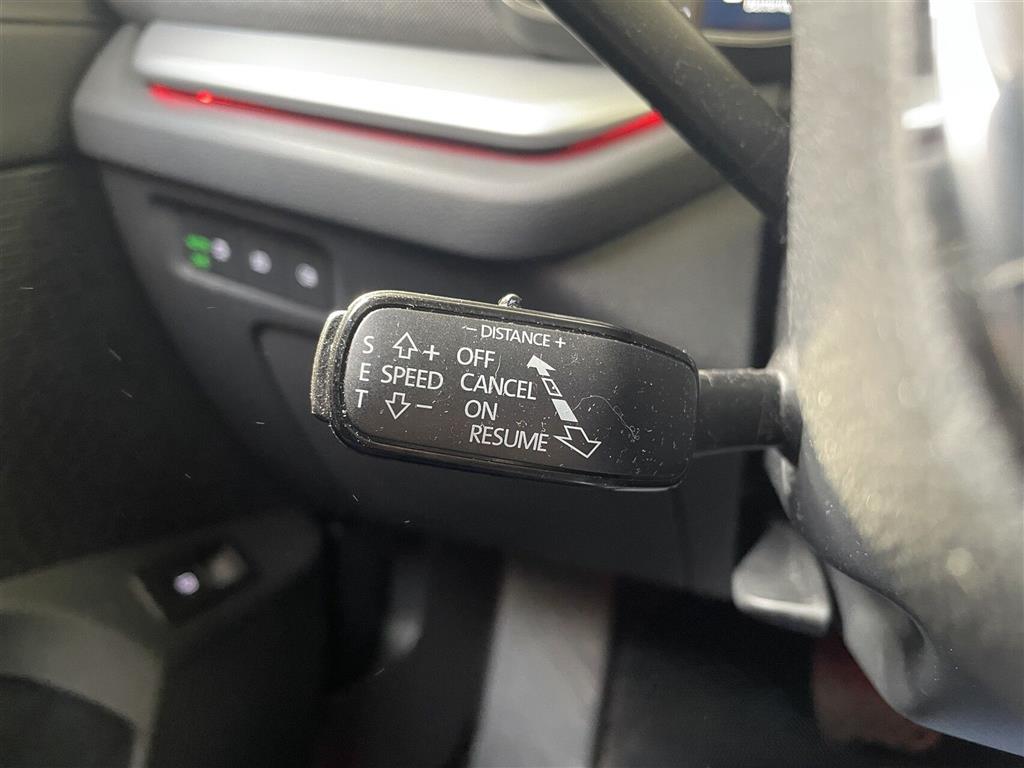 - DISTANCE +
S + OFF
E SPEED CANCEL
T - ON
RESUME